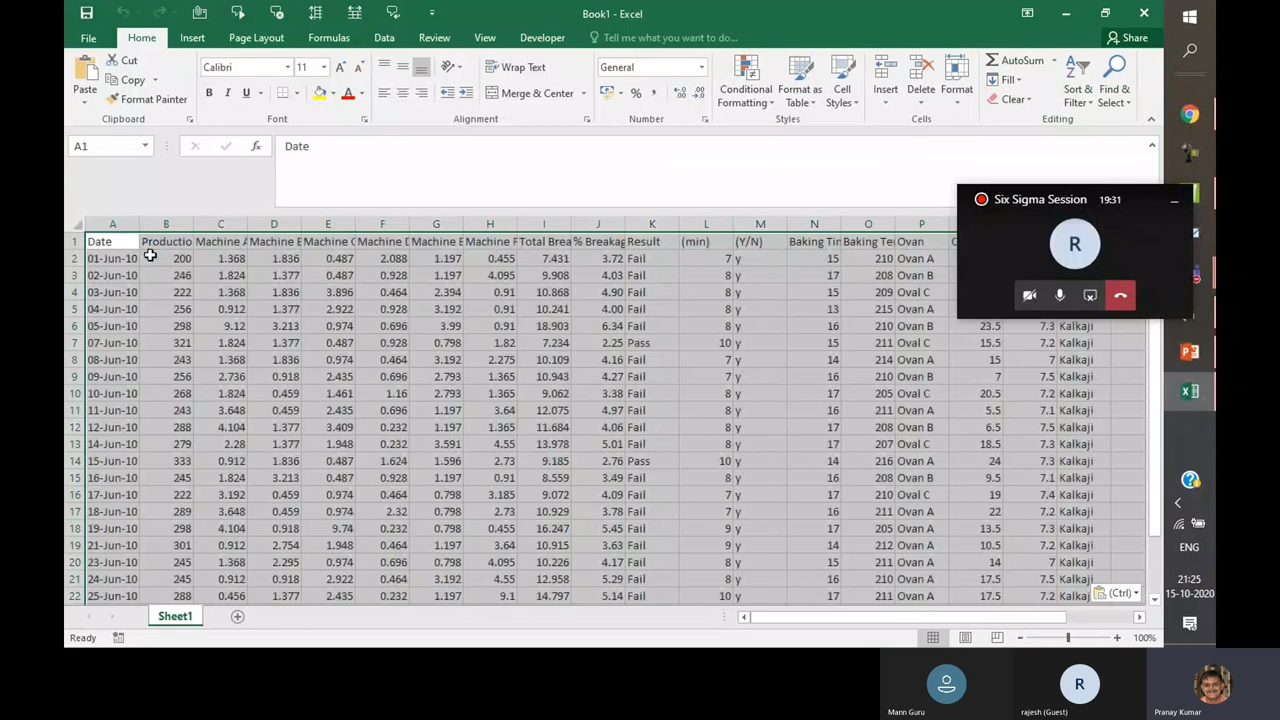 Book1 - Excel
File Home Insert Page Layout Formulas Data Review View Developer Tell me what you want to do... Share
Paste Cut Copy Format Painter Clipboard
Calibri 11 A A B I U A Font
Wrap Text Merge & Center Alignment
General % , Number
Conditional Formatting Format as Table Cell Styles Styles
Insert Delete Format Cells
AutoSum Fill Clear Sort & Filter Find & Select Editing
A1 fx Date
Six Sigma Session 19:31
R
A B C D E F G H I J K L M N O P
1 Date Productio Machine A Machine B Machine C Machine D Machine E Machine F Total Brea % Breakag Result (min) (Y/N) Baking Tin Baking Te Ovan
2 01-Jun-10 200 1.368 1.836 0.487 2.088 1.197 0.455 7.431 3.72 Fail 7 y 15 210 Ovan A
3 02-Jun-10 246 1.824 1.377 0.487 0.928 1.197 4.095 9.908 4.03 Fail 8 y 17 208 Ovan B
4 03-Jun-10 222 1.368 1.836 3.896 0.464 2.394 0.91 10.868 4.90 Fail 8 y 15 209 Oval C
5 04-Jun-10 256 0.912 1.377 2.922 0.928 3.192 0.91 10.241 4.00 Fail 8 y 13 215 Ovan A
6 05-Jun-10 298 9.12 3.213 0.974 0.696 3.99 0.91 18.903 6.34 Fail 8 y 16 210 Ovan B 23.5 7.3 Kalkaji
7 07-Jun-10 321 1.368 1.377 0.974 0.928 0.798 1.82 7.234 2.25 Pass 10 y 15 211 Oval C 15.5 7.2 Kalkaji
8 08-Jun-10 243 1.368 1.836 0.974 0.464 3.192 2.275 10.109 4.16 Fail 7 y 14 214 Ovan A 15 7 Kalkaji
9 09-Jun-10 256 2.736 0.918 2.435 0.696 2.793 1.365 10.943 4.27 Fail 7 y 16 210 Ovan B 7 7.5 Kalkaji
10 10-Jun-10 268 1.824 0.459 1.461 1.16 2.793 1.365 9.062 3.38 Fail 8 y 17 205 Oval C 20.5 7.2 Kalkaji
11 11-Jun-10 243 3.648 0.459 2.435 0.696 1.197 3.64 12.075 4.97 Fail 8 y 16 211 Ovan A 5.5 7.1 Kalkaji
12 12-Jun-10 288 4.104 1.377 3.409 0.232 1.197 1.365 11.684 4.06 Fail 8 y 17 208 Ovan B 6.5 7.1 Kalkaji
13 14-Jun-10 279 2.28 1.377 1.948 0.232 3.591 4.55 13.978 5.01 Fail 8 y 17 207 Oval C 18.5 7.3 Kalkaji
14 15-Jun-10 333 0.912 1.836 0.487 1.624 1.596 2.73 9.185 2.76 Pass 10 y 14 216 Ovan A 24 7.3 Kalkaji
15 16-Jun-10 245 1.824 3.213 0.487 0.928 1.197 0.91 8.559 3.49 Fail 8 y 16 208 Ovan B 9.5 7.1 Kalkaji
16 17-Jun-10 222 3.192 0.459 0.974 0.464 0.798 3.185 9.072 4.09 Fail 7 y 16 210 Oval C 19 7.4 Kalkaji
17 18-Jun-10 289 3.648 0.459 0.974 2.32 0.798 2.73 10.929 3.78 Fail 7 y 16 211 Ovan A 22 7 Kalkaji
18 19-Jun-10 298 4.104 0.918 9.74 0.232 0.798 0.455 16.247 5.45 Fail 9 y 17 205 Ovan C 13.5 7.3 Kalkaji
19 21-Jun-10 301 0.912 2.754 1.948 0.464 1.197 3.64 10.915 3.63 Fail 9 y 14 212 Ovan A 10.5 7.2 Kalkaji
20 23-Jun-10 245 1.368 2.295 0.974 0.696 0.798 4.095 10.226 4.17 Fail 8 y 15 210 Ovan A 14 7 Kalkaji
21 24-Jun-10 245 0.912 0.918 2.922 0.464 3.192 4.55 12.958 5.29 Fail 8 y 16 211 Ovan A 17.5 7.2 Kalkaji
22 25-Jun-10 288 0.456 1.377 2.435 0.232 1.197 9.1 14.797 5.14 Fail 10 y 16 211 Ovan A 17.5 7.2 Kalkaji
(Ctrl)
Sheet1
Ready 100%
ENG
21:25
15-10-2020
R
Mann Guru rajesh (Guest) Pranay Kumar